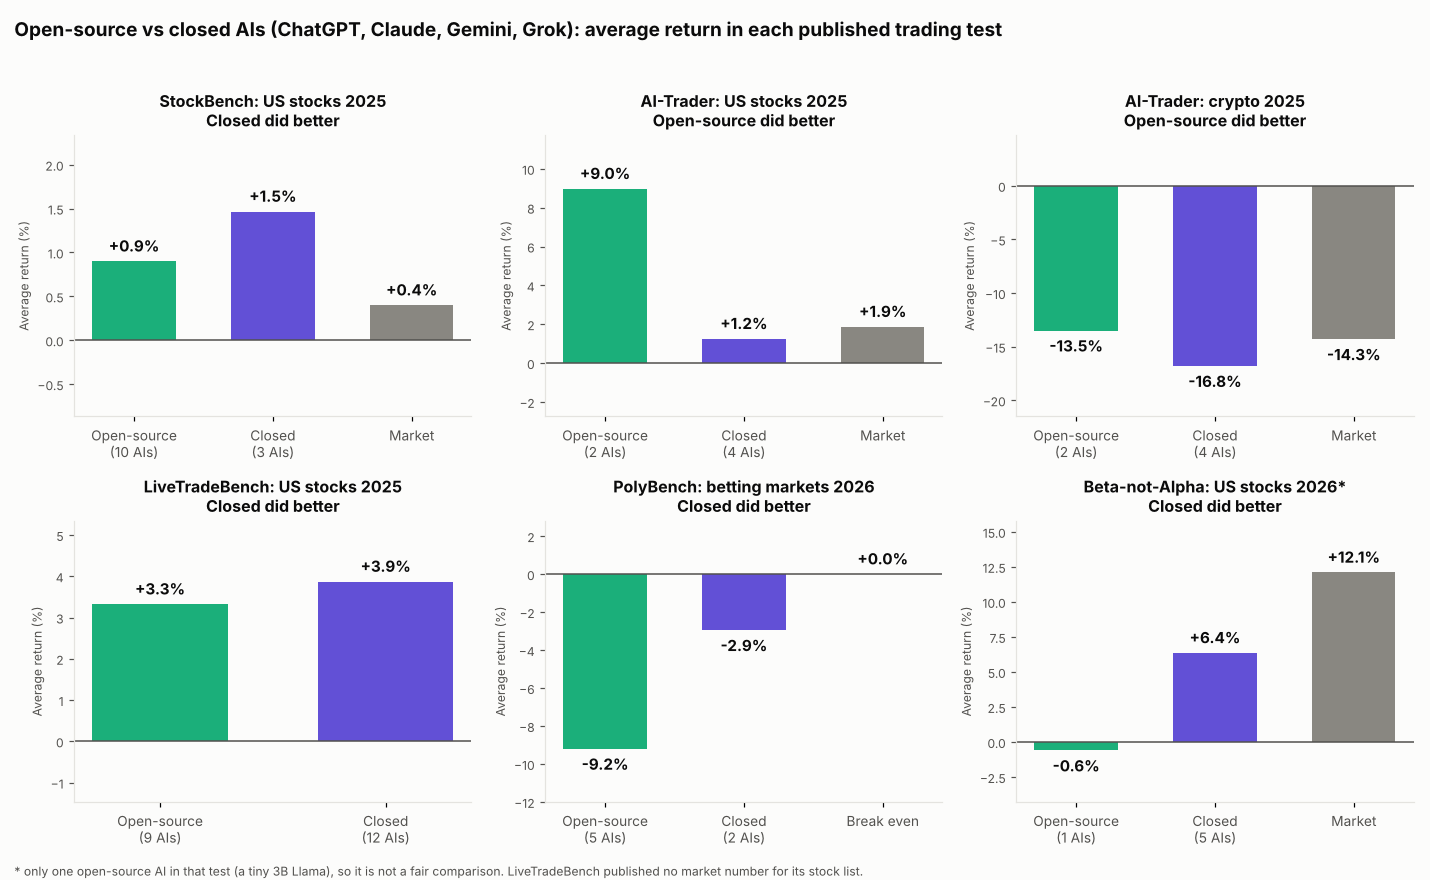 Open-source vs closed AIs (ChatGPT, Claude, Gemini, Grok): average return in each published trading test
StockBench: US stocks 2025
Closed did better
Average return (%)
2.0
1.5
1.0
0.5
0.0
−0.5
+0.9%
+1.5%
+0.4%
Open-source
(10 AIs)
Closed
(3 AIs)
Market
AI-Trader: US stocks 2025
Open-source did better
Average return (%)
10
8
6
4
2
0
−2
+9.0%
+1.2%
+1.9%
Open-source
(2 AIs)
Closed
(4 AIs)
Market
AI-Trader: crypto 2025
Open-source did better
Average return (%)
0
−5
−10
−15
−20
-13.5%
-16.8%
-14.3%
Open-source
(2 AIs)
Closed
(4 AIs)
Market
LiveTradeBench: US stocks 2025
Closed did better
Average return (%)
5
4
3
2
1
0
−1
+3.3%
+3.9%
Open-source
(9 AIs)
Closed
(12 AIs)
PolyBench: betting markets 2026
Closed did better
Average return (%)
2
0
−2
−4
−6
−8
−10
−12
-9.2%
-2.9%
+0.0%
Open-source
(5 AIs)
Closed
(2 AIs)
Break even
Beta-not-Alpha: US stocks 2026*
Closed did better
Average return (%)
15.0
12.5
10.0
7.5
5.0
2.5
0.0
−2.5
-0.6%
+6.4%
+12.1%
Open-source
(1 AIs)
Closed
(5 AIs)
Market
* only one open-source AI in that test (a tiny 3B Llama), so it is not a fair comparison. LiveTradeBench published no market number for its stock list.